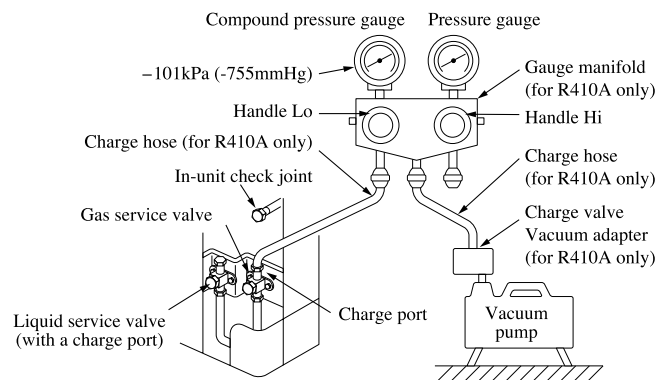 Compound pressure gauge
Pressure gauge
−101kPa (-755mmHg)
Gauge manifold
(for R410A only)
Handle Lo
Handle Hi
Charge hose (for R410A only)
Charge hose
(for R410A only)
In-unit check joint
Gas service valve
Charge valve
Vacuum adapter
(for R410A only)
Liquid service valve
(with a charge port)
Charge port
Vacuum
pump